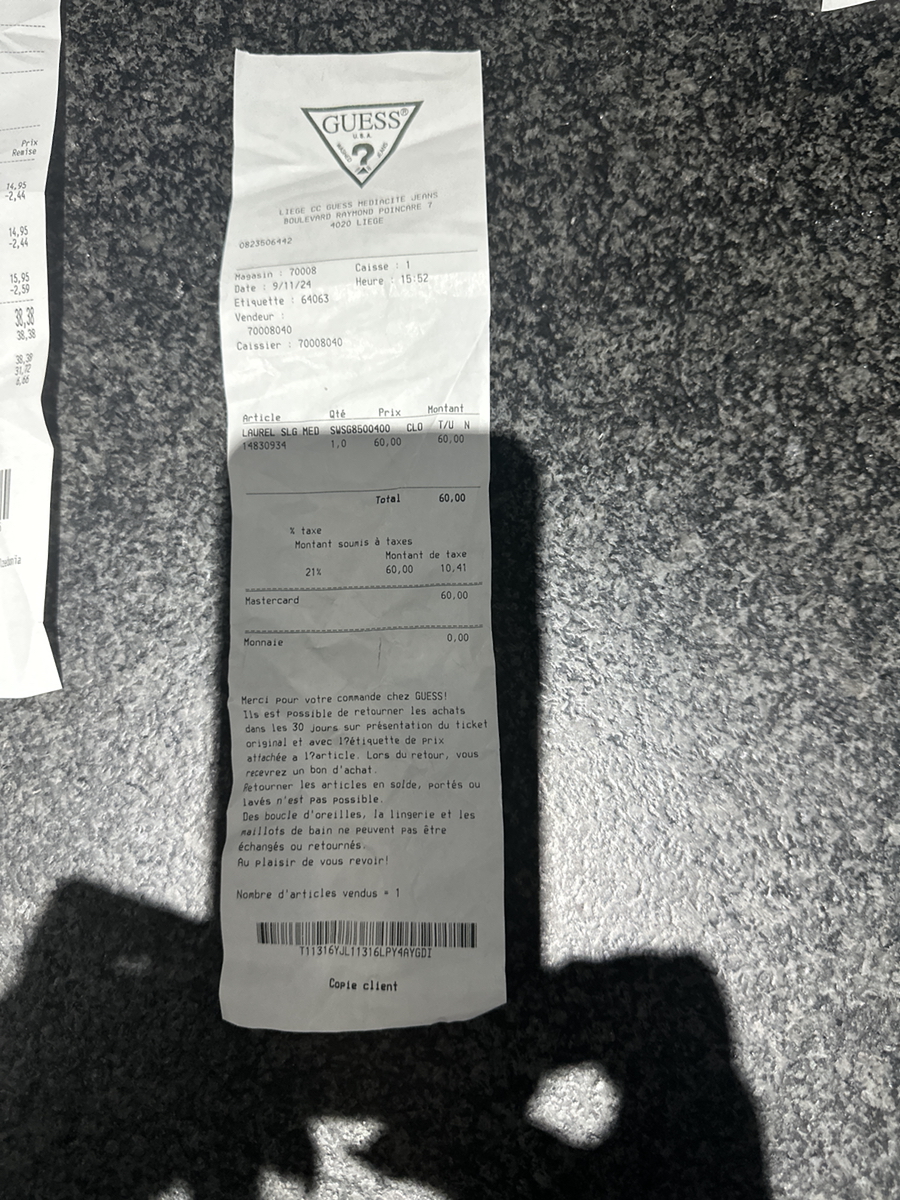 Prix
Remise
14,95
-2,44
14,95
-2,44
15,95
-2,59
38,38
38,38
38,38
38,38
31,72
6,66
GUESS®
U.S.A.
?
LIEGE CC GUESS MEDIACITE JEANS
BOULEVARD RAYMOND POINCARE 7
4020 LIEGE
0823506442
Magasin : 70008 Caisse : 1
Date : 9/11/24 Heure : 15:52
Etiquette : 64063
Vendeur :
70008040
Caissier : 70008040
Article Qté Prix Montant
LAUREL SLG MED SWSG8500400 CLO T/U N
14830934 1,0 60,00 60,00
Total 60,00
% taxe
Montant soumis à taxes
Montant de taxe
21% 60,00 10,41
Mastercard 60,00
Monnaie 0,00
Merci pour votre commande chez GUESS!
Ils est possible de retourner les achats
dans les 30 jours sur présentation du ticket
original et avec l?étiquette de prix
attachée a l?article. Lors du retour, vous
recevrez un bon d'achat.
Retourner les articles en solde, portés ou
lavés n'est pas possible.
Des boucle d'oreilles, la lingerie et les
maillots de bain ne peuvent pas être
échangés ou retournés.
Au plaisir de vous revoir!
Nombre d'articles vendus = 1
T11316YJL11316LPY4AYGDI
Copie client